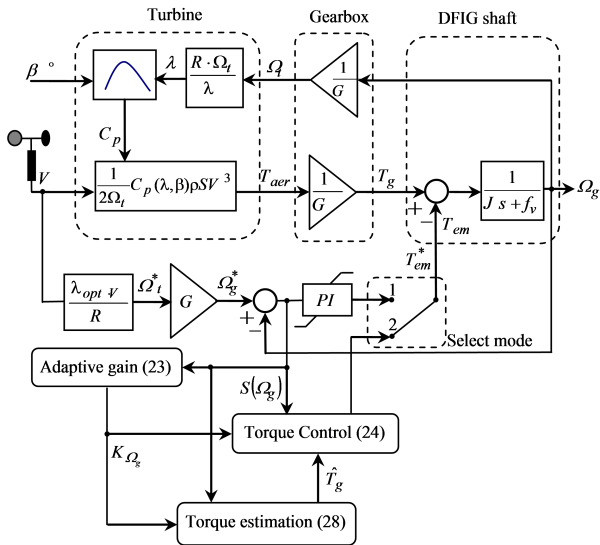 Turbine
Gearbox
DFIG shaft
β °
λ
R · Ω_t / λ
Ω_t
1 / G
C_p
V
1 / 2Ω_t C_p(λ,β)ρSV ³
T_aer
1 / G
T_g
+
−
T_em
1 / J s + f_v
Ω_g
T*_em
λ_opt V / R
Ω*_t
G
Ω*_g
+
−
PI
1
2
Select mode
Adaptive gain (23)
S(Ω_g)
Torque Control (24)
K_Ω_g
T̂_g
Torque estimation (28)